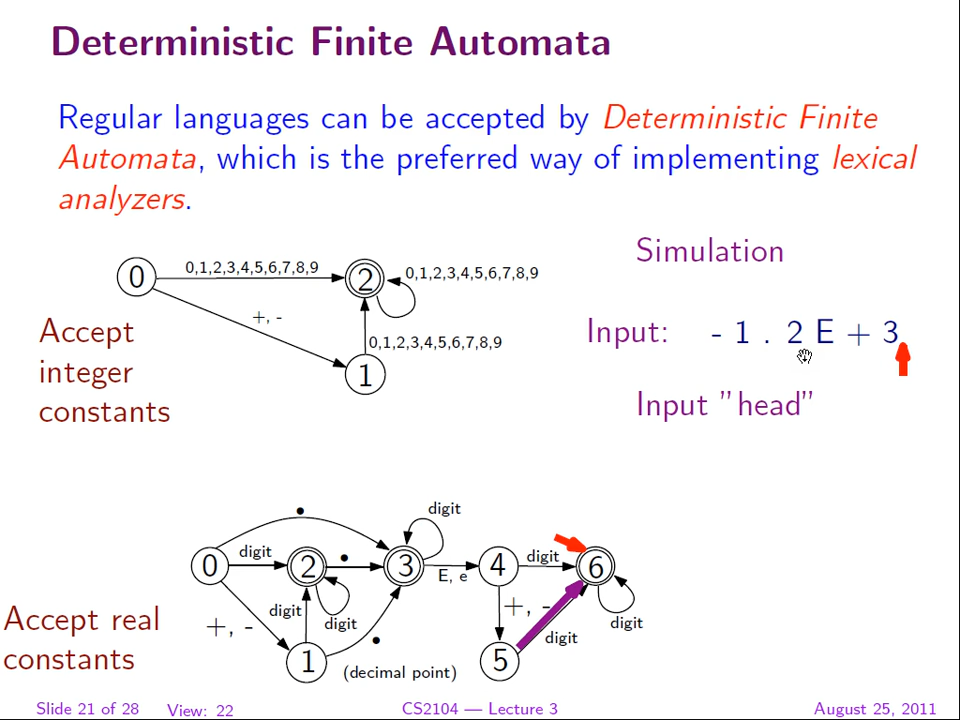 Deterministic Finite Automata
Regular languages can be accepted by Deterministic Finite
Automata, which is the preferred way of implementing lexical
analyzers.
Simulation
0
0,1,2,3,4,5,6,7,8,9
2
0,1,2,3,4,5,6,7,8,9
+, -
0,1,2,3,4,5,6,7,8,9
1
Accept
integer
constants
Input: - 1 . 2 E + 3
Input "head"
digit
0
digit
2
3
E, e
4
digit
6
digit
digit
+, -
+, -
digit
digit
1
(decimal point)
5
Accept real
constants
Slide 21 of 28 View: 22 CS2104 — Lecture 3 August 25, 2011